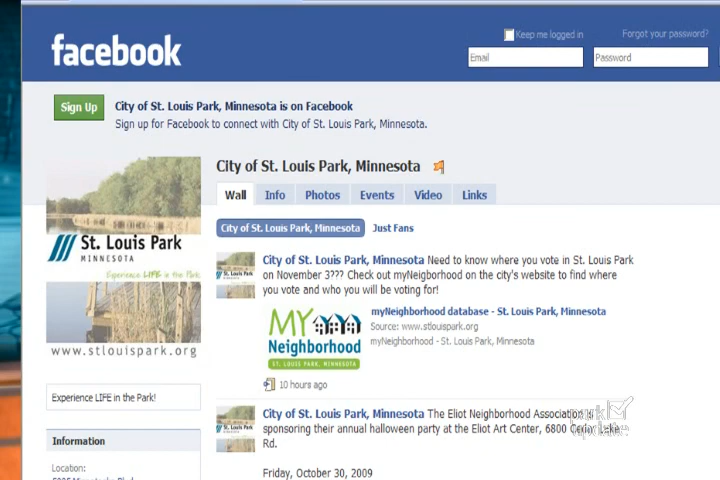 facebook
Keep me logged in
Forgot your password?
Email
Password
Sign Up
City of St. Louis Park, Minnesota is on Facebook
Sign up for Facebook to connect with City of St. Louis Park, Minnesota.
City of St. Louis Park, Minnesota
Wall Info Photos Events Video Links
City of St. Louis Park, Minnesota Just Fans
St. Louis Park
MINNESOTA
Experience LIFE in the Park!
www.stlouispark.org
City of St. Louis Park, Minnesota Need to know where you vote in St. Louis Park
on November 3??? Check out myNeigborhood on the city's website to find where
you vote and who you will be voting for!
MY
Neighborhood
ST. LOUIS PARK, MINNESOTA
myNeighborhood database - St. Louis Park, Minnesota
Source: www.stlouispark.org
myNeighborhood - St. Louis Park, Minnesota
10 hours ago
Experience LIFE in the Park!
Information
Location:
City of St. Louis Park, Minnesota The Eliot Neighborhood Association is
sponsoring their annual halloween party at the Eliot Art Center, 6800 Cedar Lake
Rd.
Friday, October 30, 2009
park
update